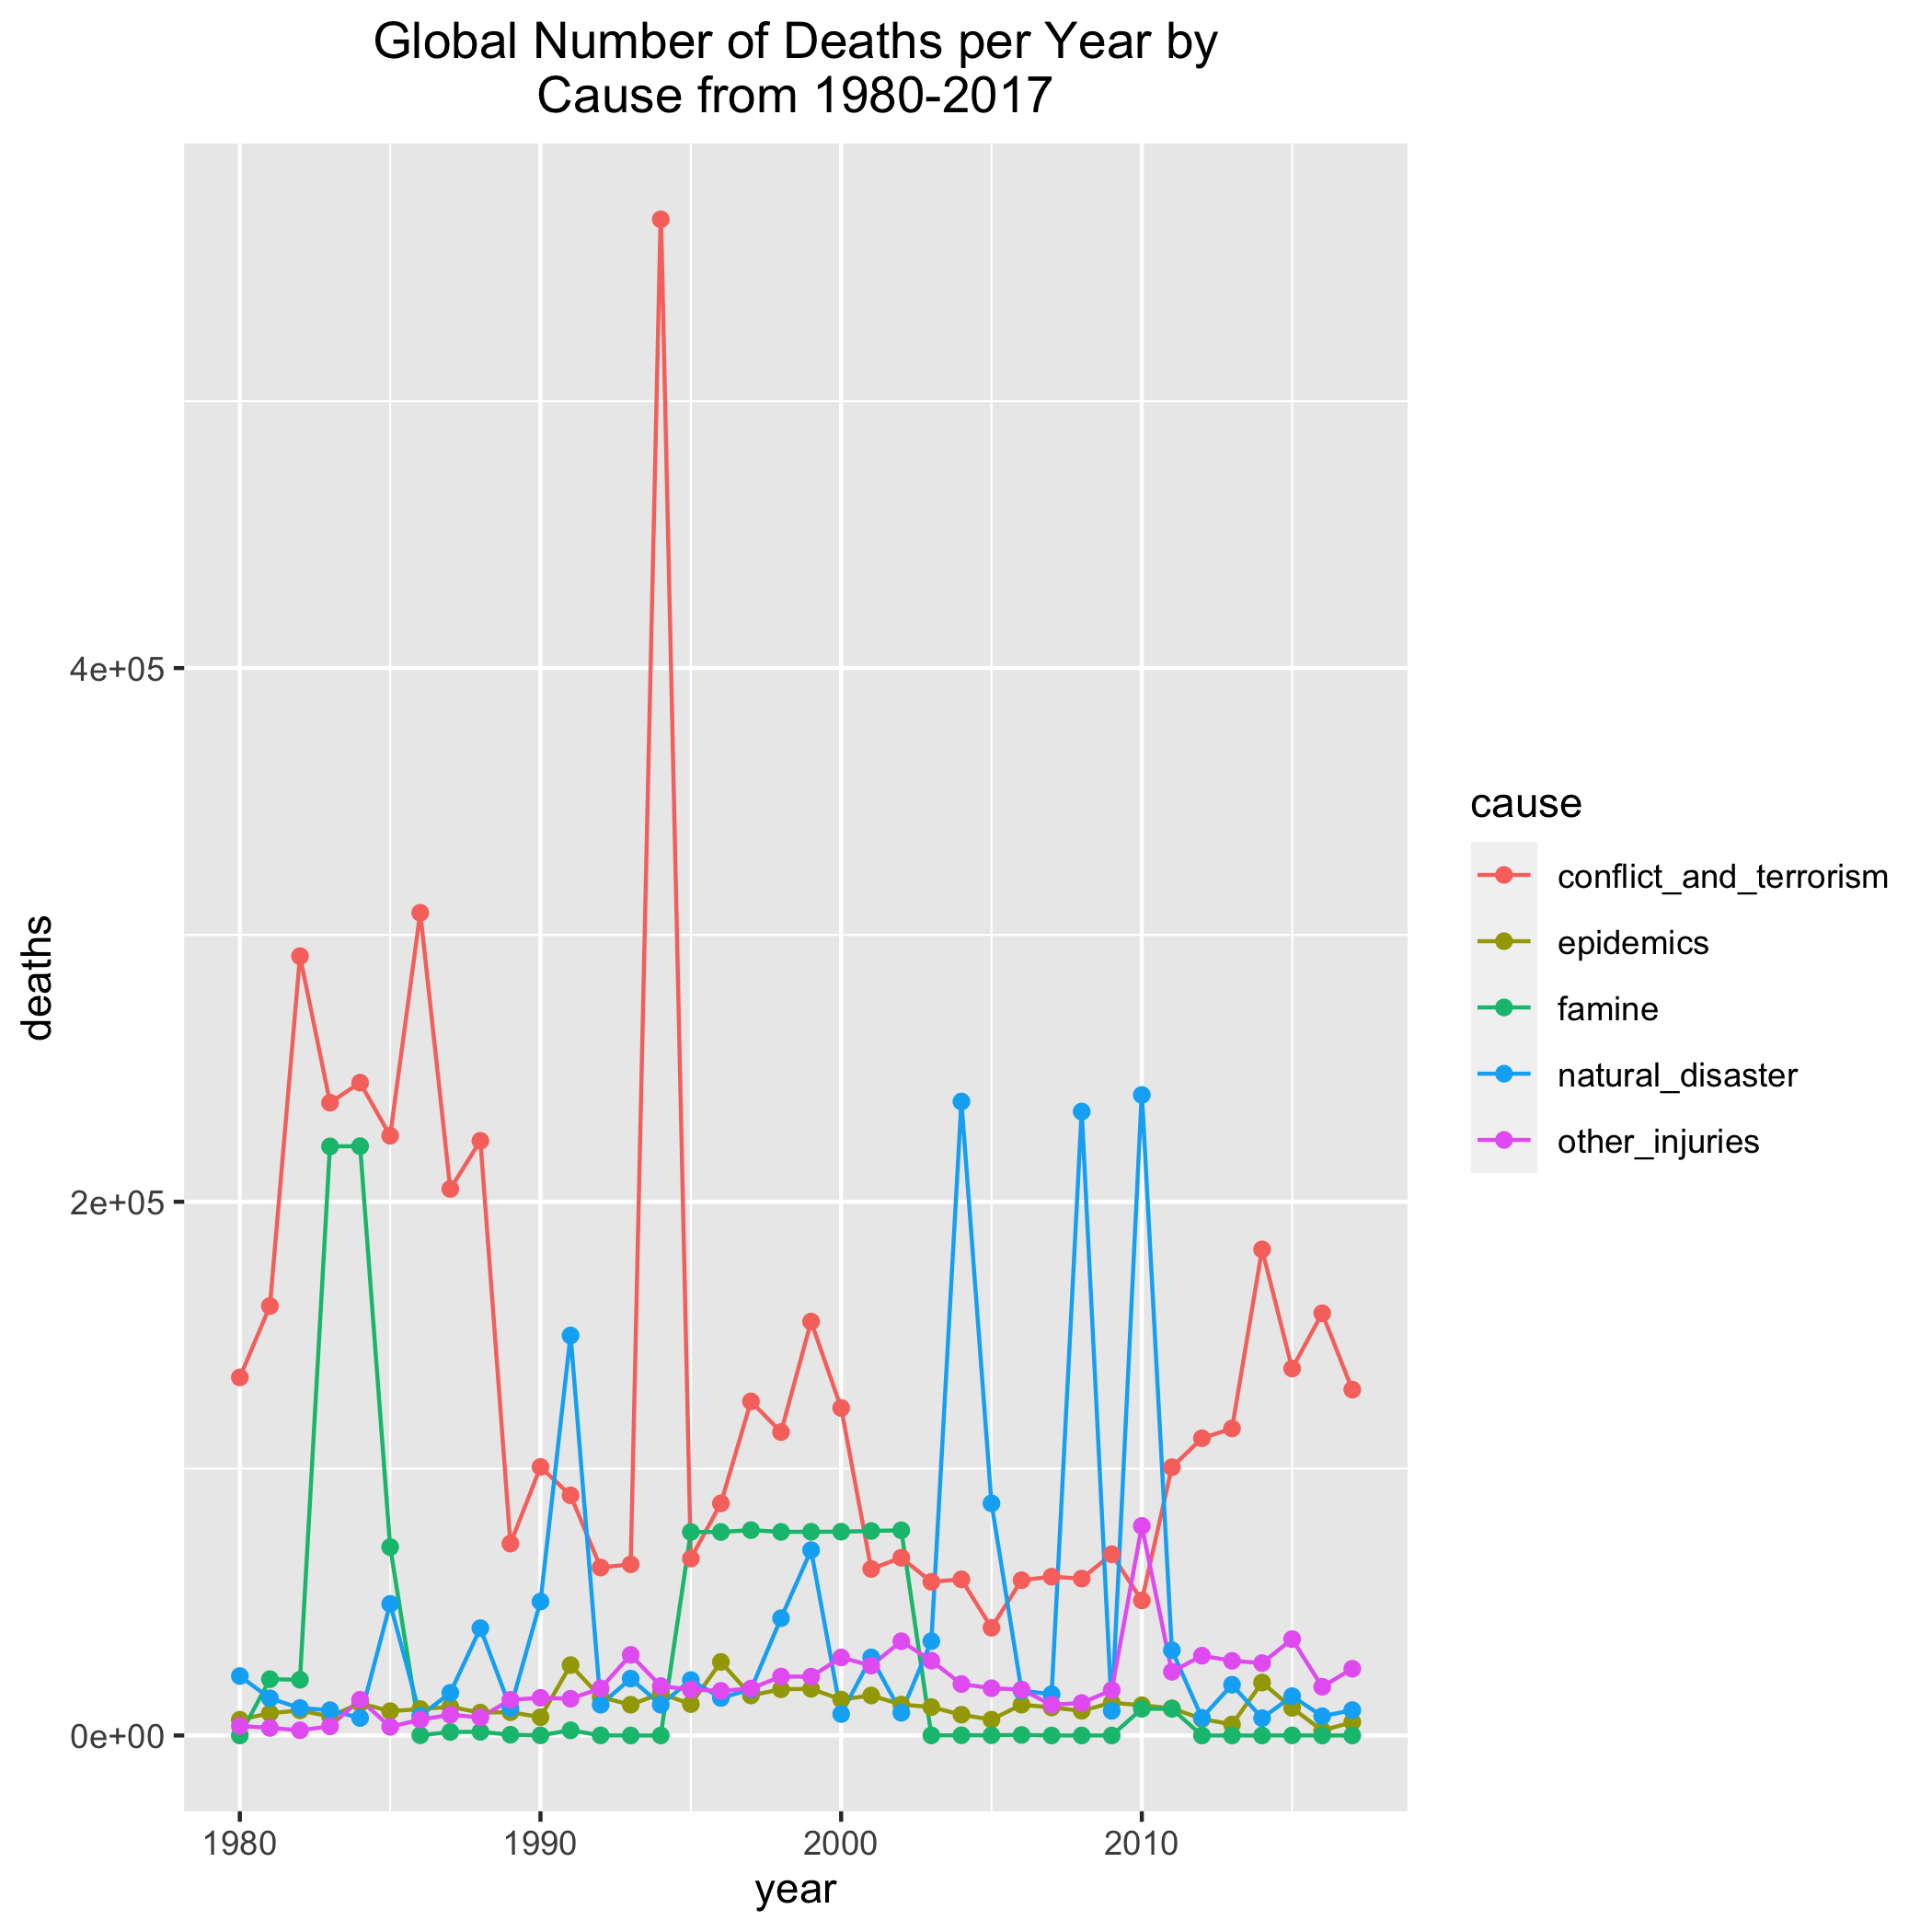 Global Number of Deaths per Year by
Cause from 1980-2017
deaths
4e+05
2e+05
0e+00
1980
1990
2000
2010
year
cause
conflict_and_terrorism
epidemics
famine
natural_disaster
other_injuries